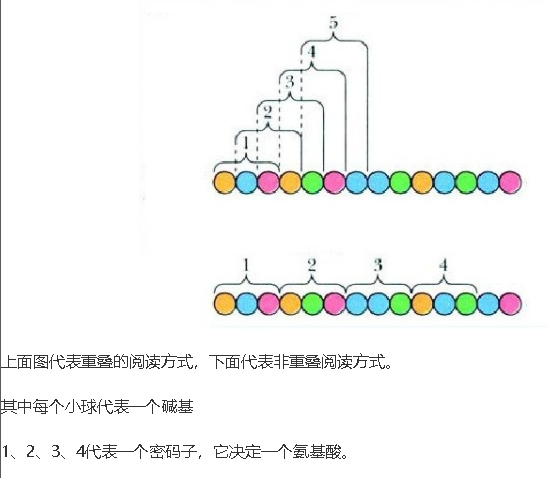 5
4
3
2
1
1 2 3 4
上面图代表重叠的阅读方式，下面代表非重叠阅读方式。
其中每个小球代表一个碱基
1、2、3、4代表一个密码子，它决定一个氨基酸。